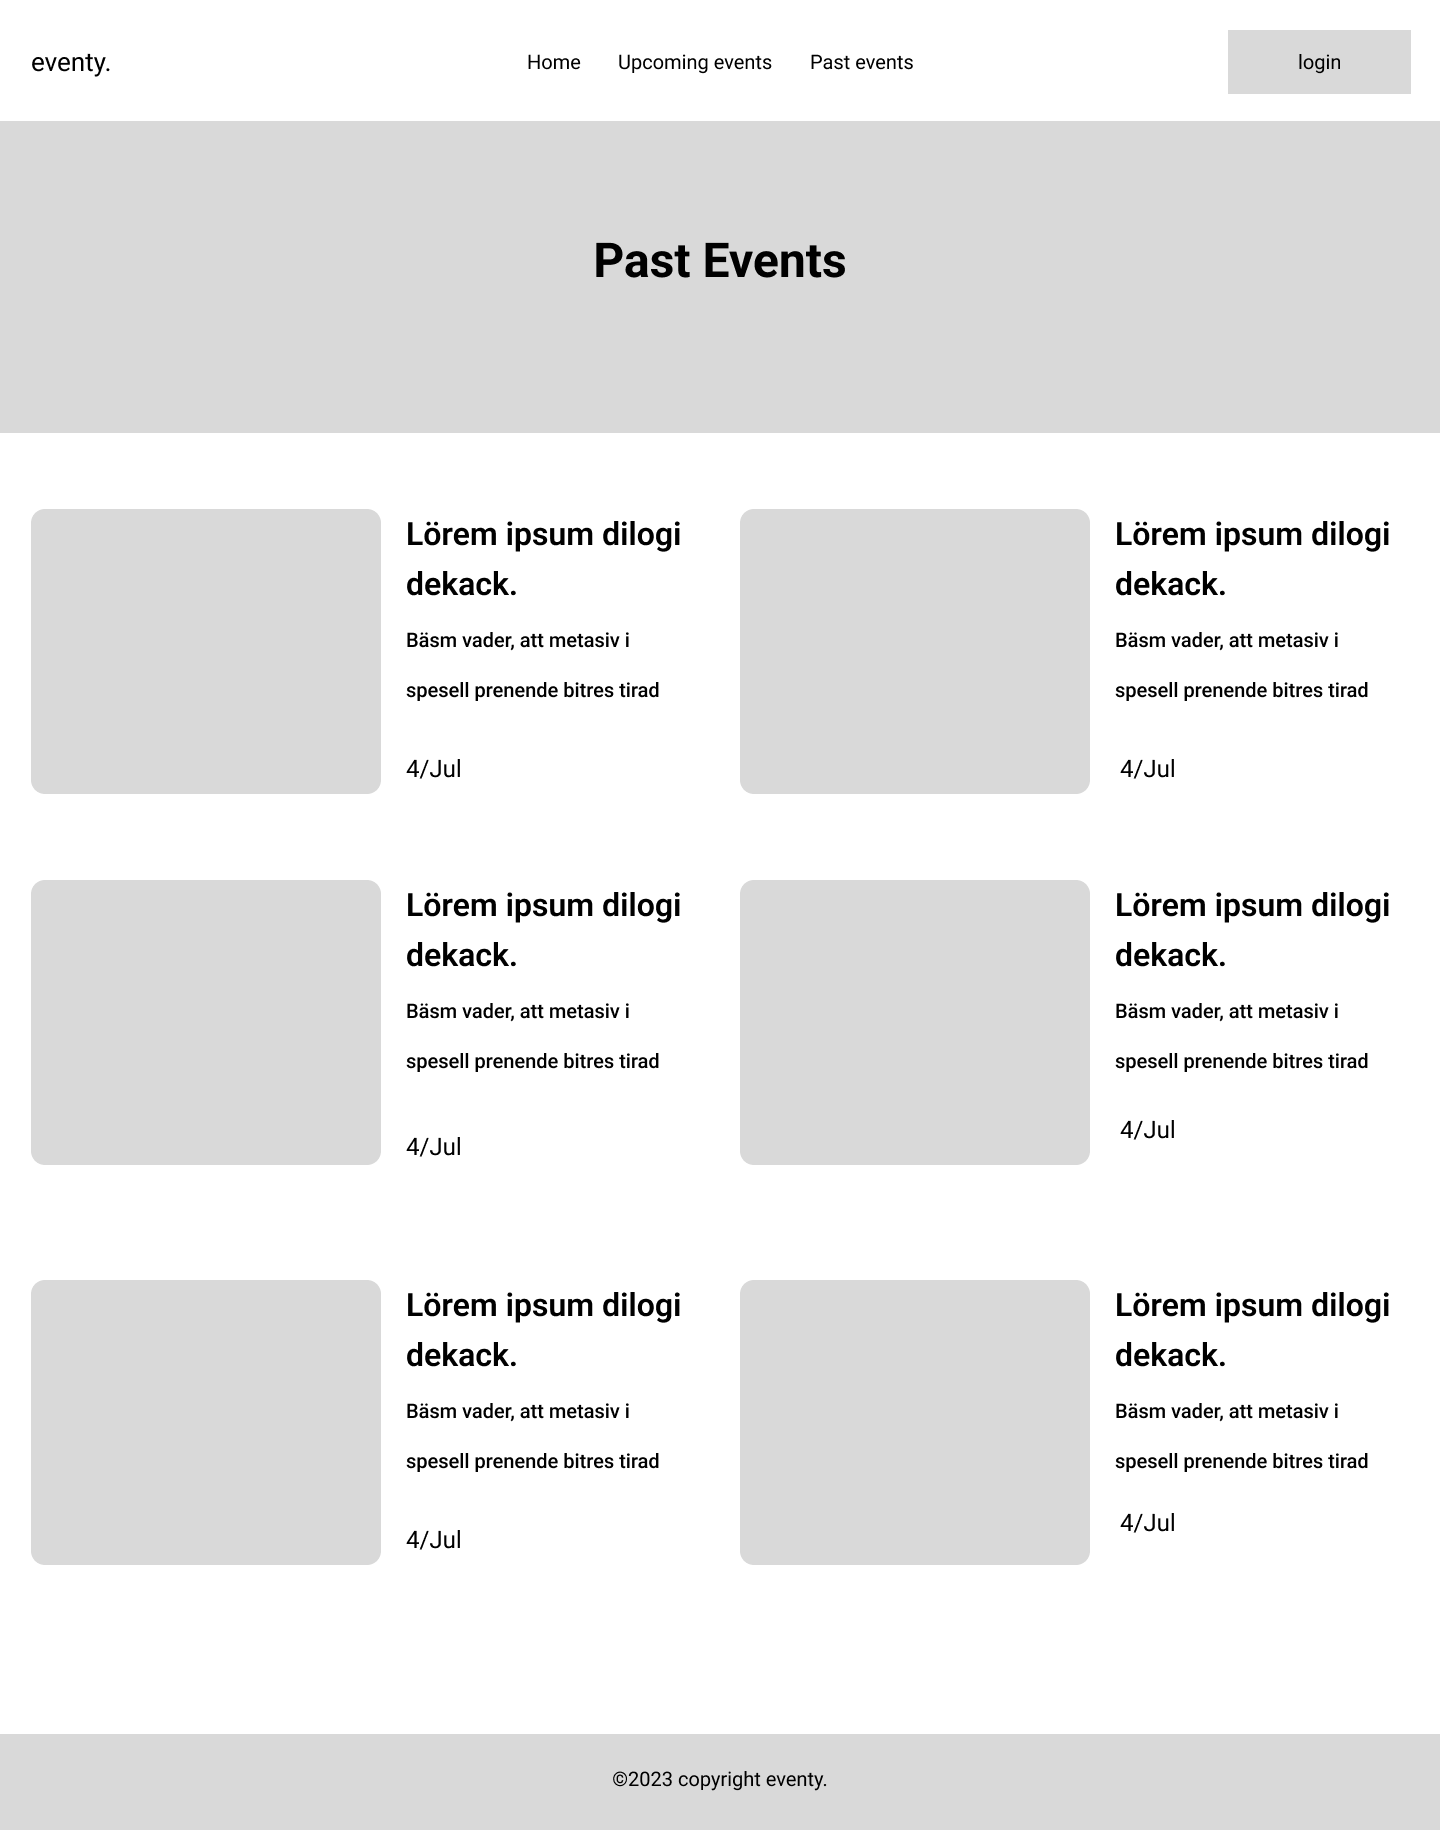 eventy.
Home
Upcoming events
Past events
login
Past Events
Lörem ipsum dilogi
dekack.
Bäsm vader, att metasiv i
spesell prenende bitres tirad
4/Jul
Lörem ipsum dilogi
dekack.
Bäsm vader, att metasiv i
spesell prenende bitres tirad
4/Jul
Lörem ipsum dilogi
dekack.
Bäsm vader, att metasiv i
spesell prenende bitres tirad
4/Jul
Lörem ipsum dilogi
dekack.
Bäsm vader, att metasiv i
spesell prenende bitres tirad
4/Jul
Lörem ipsum dilogi
dekack.
Bäsm vader, att metasiv i
spesell prenende bitres tirad
4/Jul
Lörem ipsum dilogi
dekack.
Bäsm vader, att metasiv i
spesell prenende bitres tirad
4/Jul
©2023 copyright eventy.